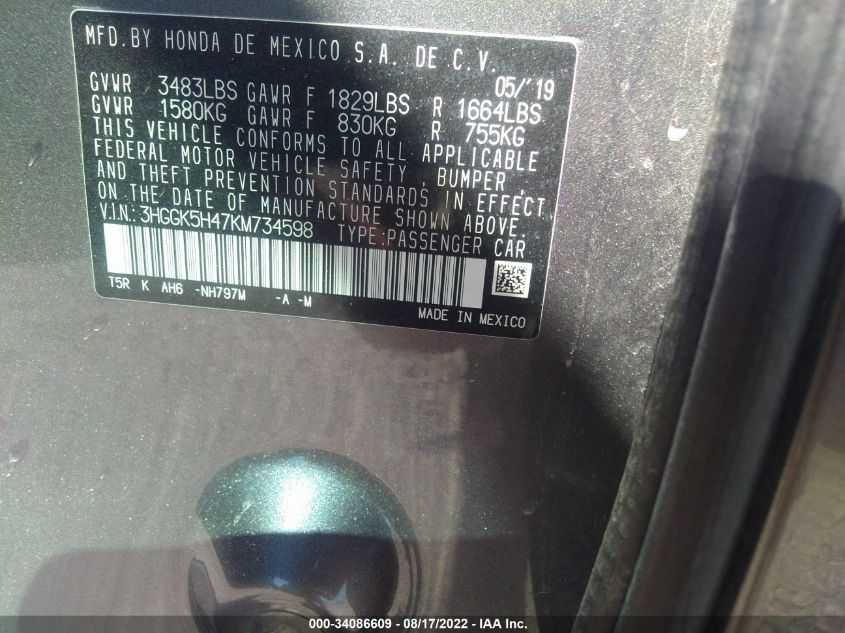 MFD.BY HONDA DE MEXICO S.A. DE C.V.
05/'19
GVWR 3483LBS GAWR F 1829LBS R 1664LBS
GVWR 1580KG GAWR F 830KG R 755KG
THIS VEHICLE CONFORMS TO ALL APPLICABLE
FEDERAL MOTOR VEHICLE SAFETY, BUMPER,
AND THEFT PREVENTION STANDARDS IN EFFECT
ON THE DATE OF MANUFACTURE SHOWN ABOVE.
V.I.N.: 3HGGK5H47KM734598 TYPE:PASSENGER CAR
T5R K AH6 -NH797M -A -M
MADE IN MEXICO
000-34086609 - 08/17/2022 - IAA Inc.